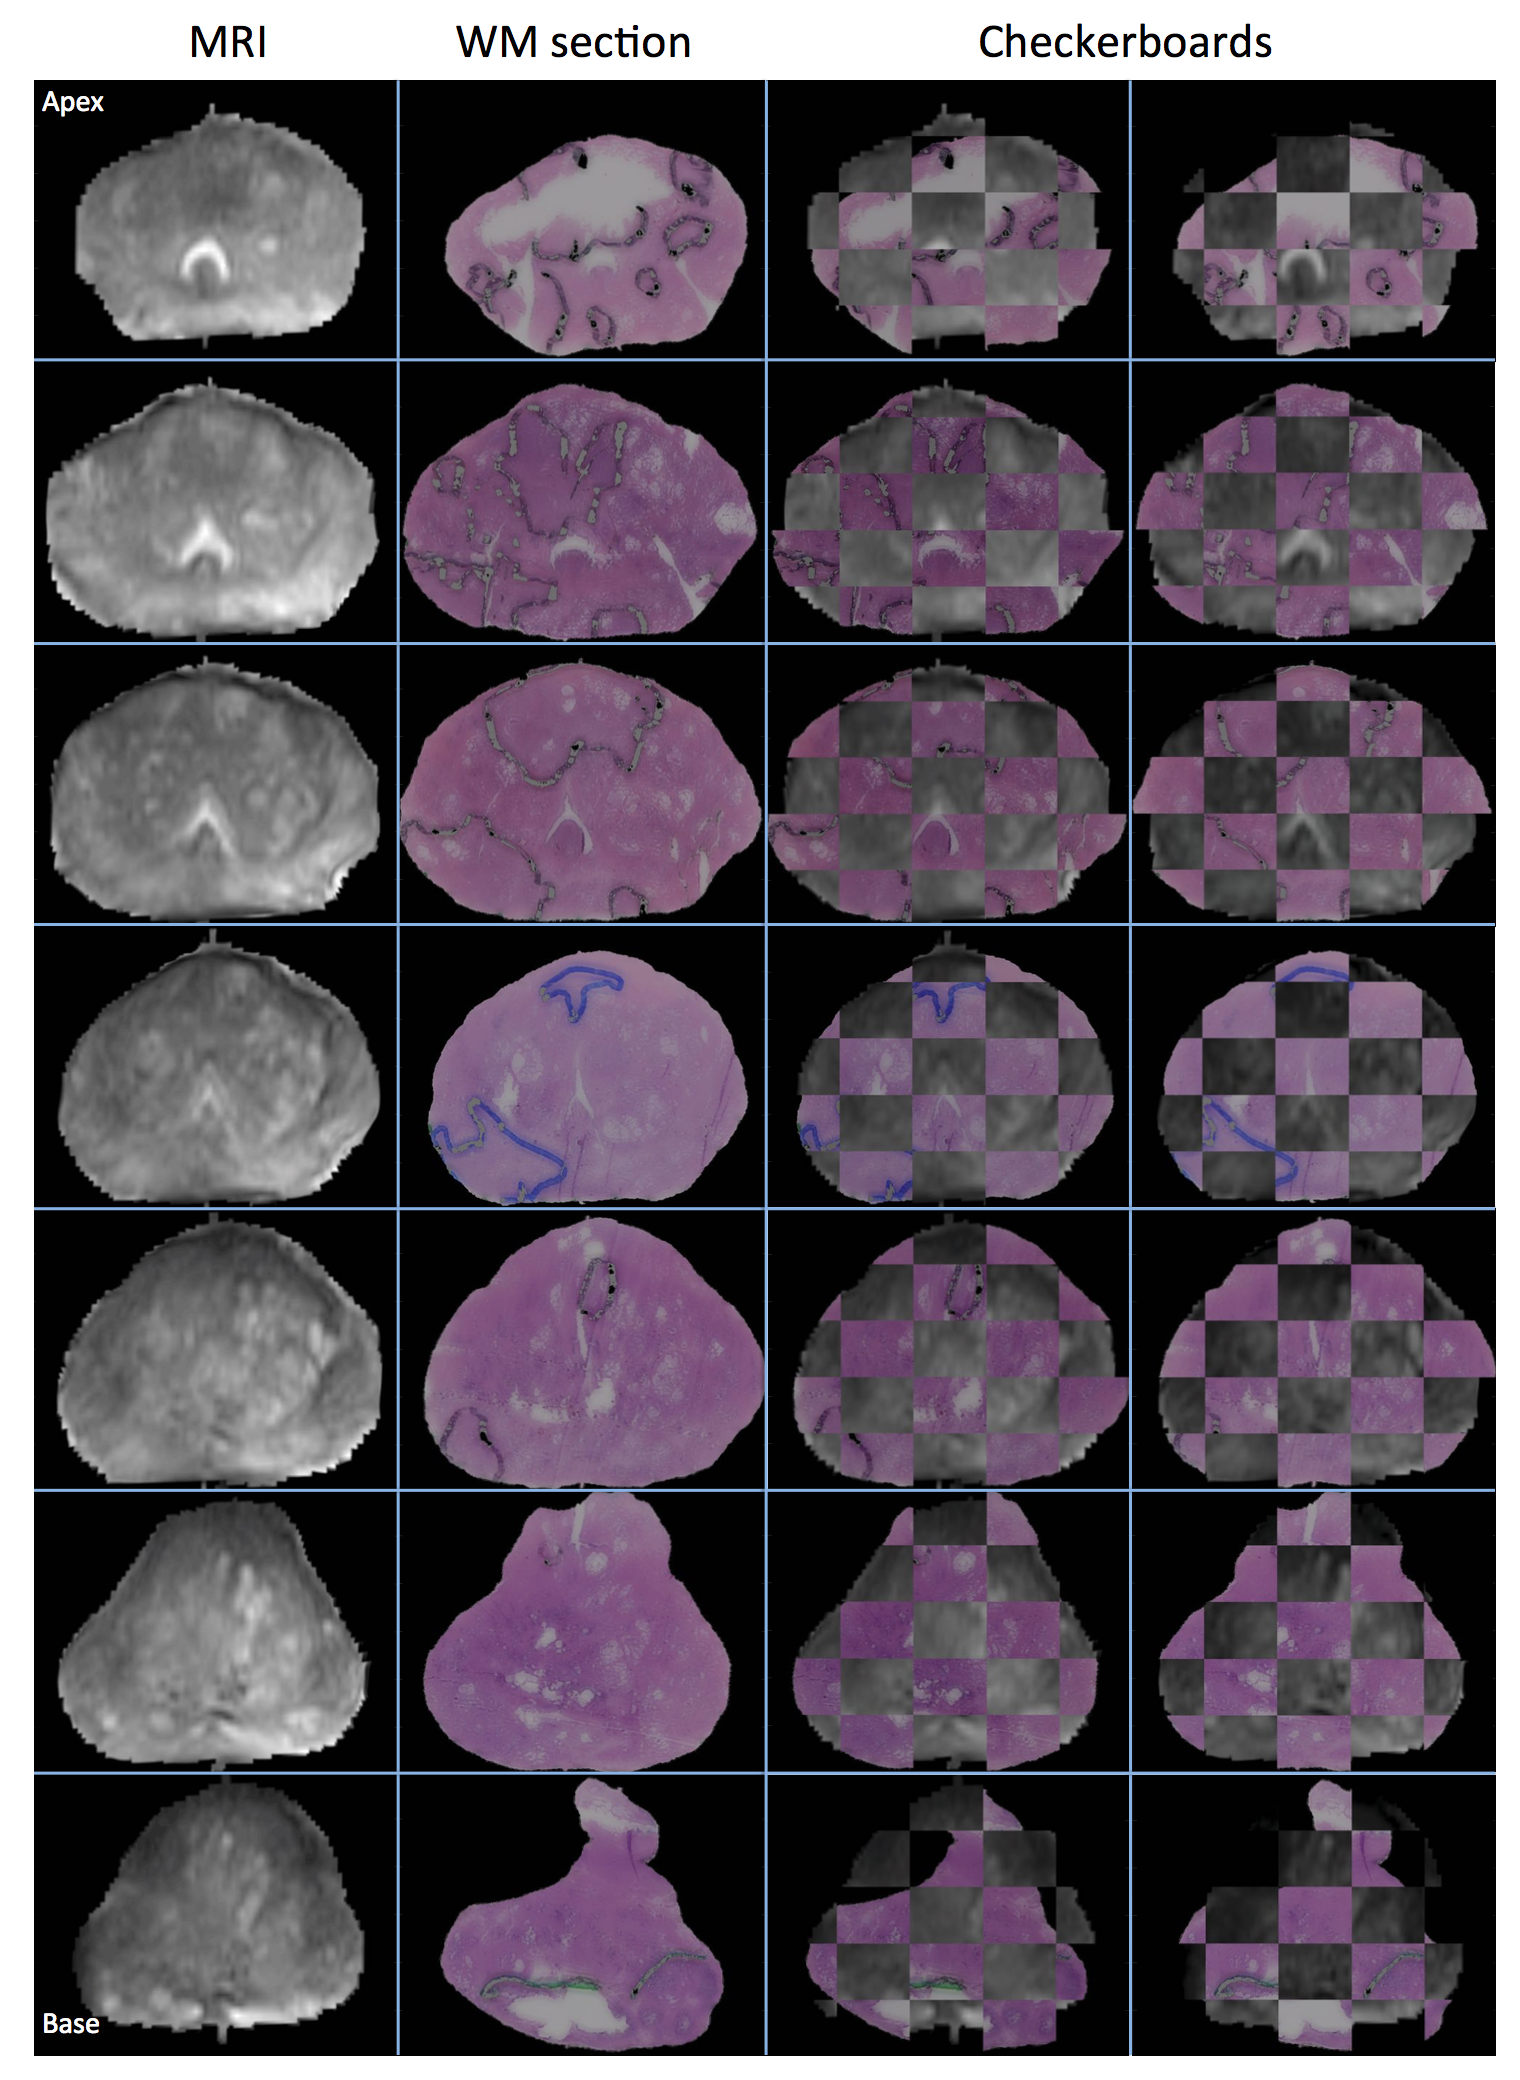 MRI
WM section
Checkerboards
Apex
Base